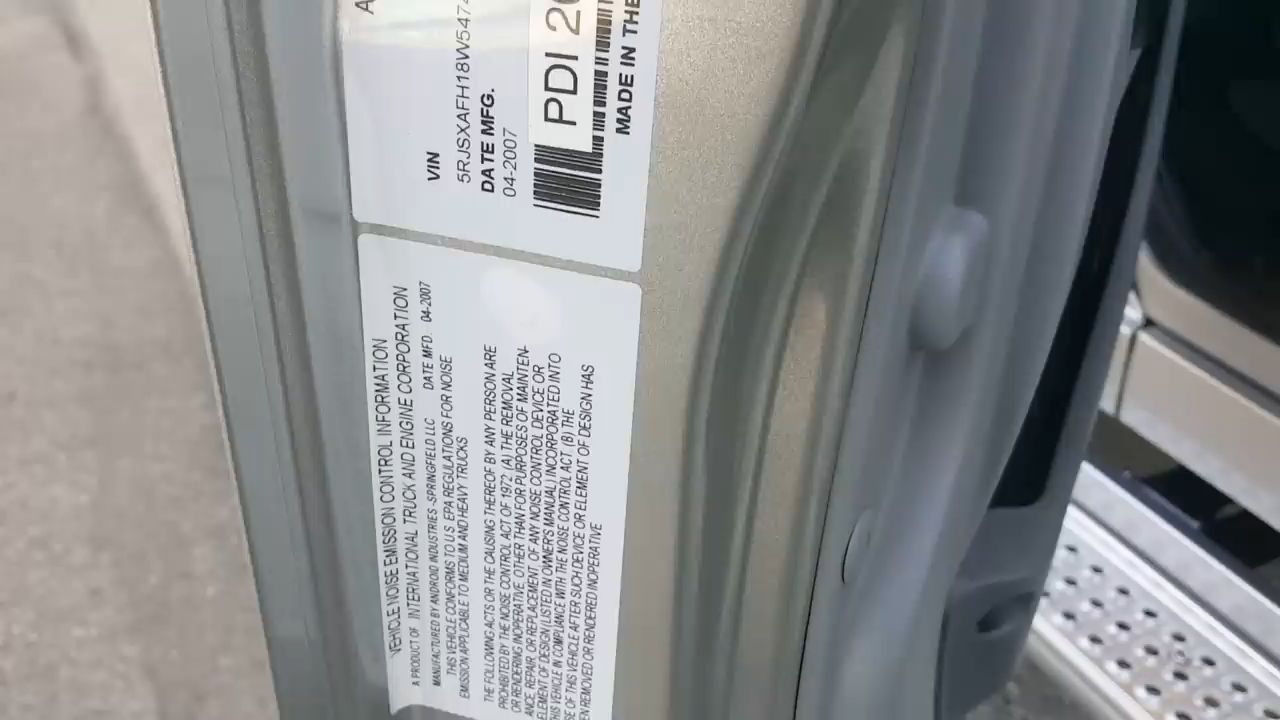 VIN
5RJSXAFH18W5474
DATE MFG.
04-2007
PDI 20
MADE IN THE
VEHICLE NOISE EMISSION CONTROL INFORMATION
A PRODUCT OF INTERNATIONAL TRUCK AND ENGINE CORPORATION
MANUFACTURED BY ANDROID INDUSTRIES-SPRINGFIELD LLC DATE MFD. 04-2007
THIS VEHICLE CONFORMS TO U.S. EPA REGULATIONS FOR NOISE
EMISSION APPLICABLE TO MEDIUM AND HEAVY TRUCKS
THE FOLLOWING ACTS OR THE CAUSING THEREOF BY ANY PERSON ARE
PROHIBITED BY THE NOISE CONTROL ACT OF 1972 (A) THE REMOVAL
OR RENDERING INOPERATIVE, OTHER THAN FOR PURPOSES OF MAINTEN-
ANCE, REPAIR, OR REPLACEMENT, OF ANY NOISE CONTROL DEVICE OR
ELEMENT OF DESIGN (LISTED IN OWNER'S MANUAL) INCORPORATED INTO
HIS VEHICLE IN COMPLIANCE WITH THE NOISE CONTROL ACT (B) THE
SE OF THIS VEHICLE AFTER SUCH DEVICE OR ELEMENT OF DESIGN HAS
EN REMOVED OR RENDERED INOPERATIVE